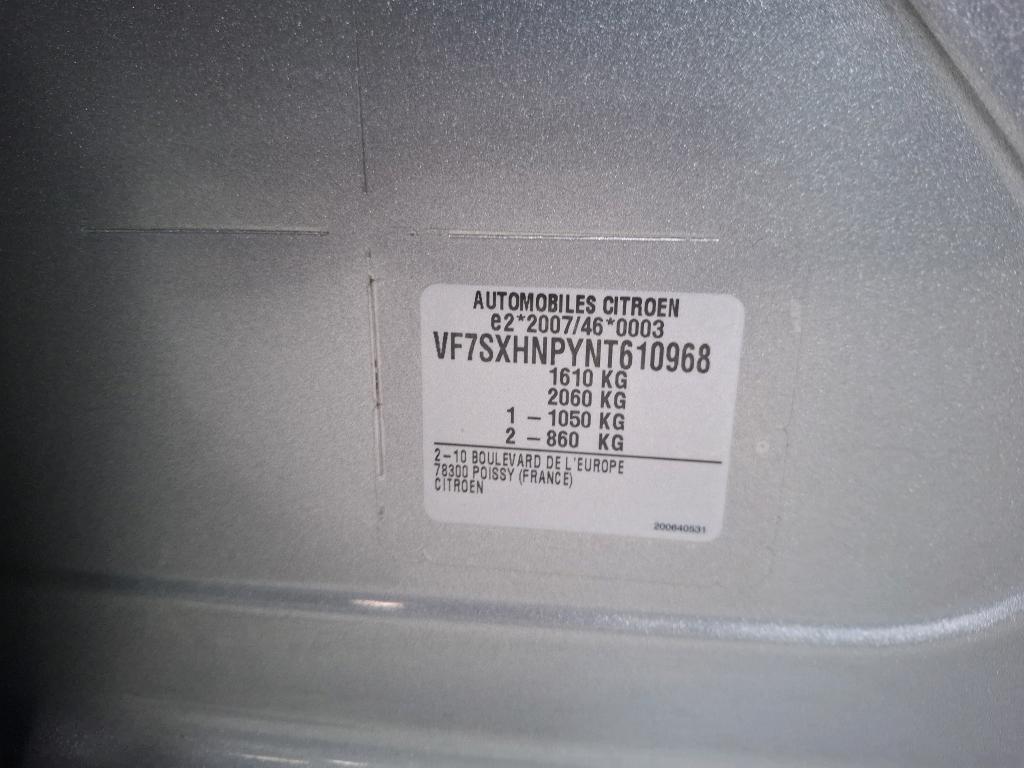 AUTOMOBILES CITROEN
e2*2007/46*0003
VF7SXHNPYNT610968
1610 KG
2060 KG
1 - 1050 KG
2 - 860 KG
2-10 BOULEVARD DE L'EUROPE
78300 POISSY (FRANCE)
CITROEN
200640531